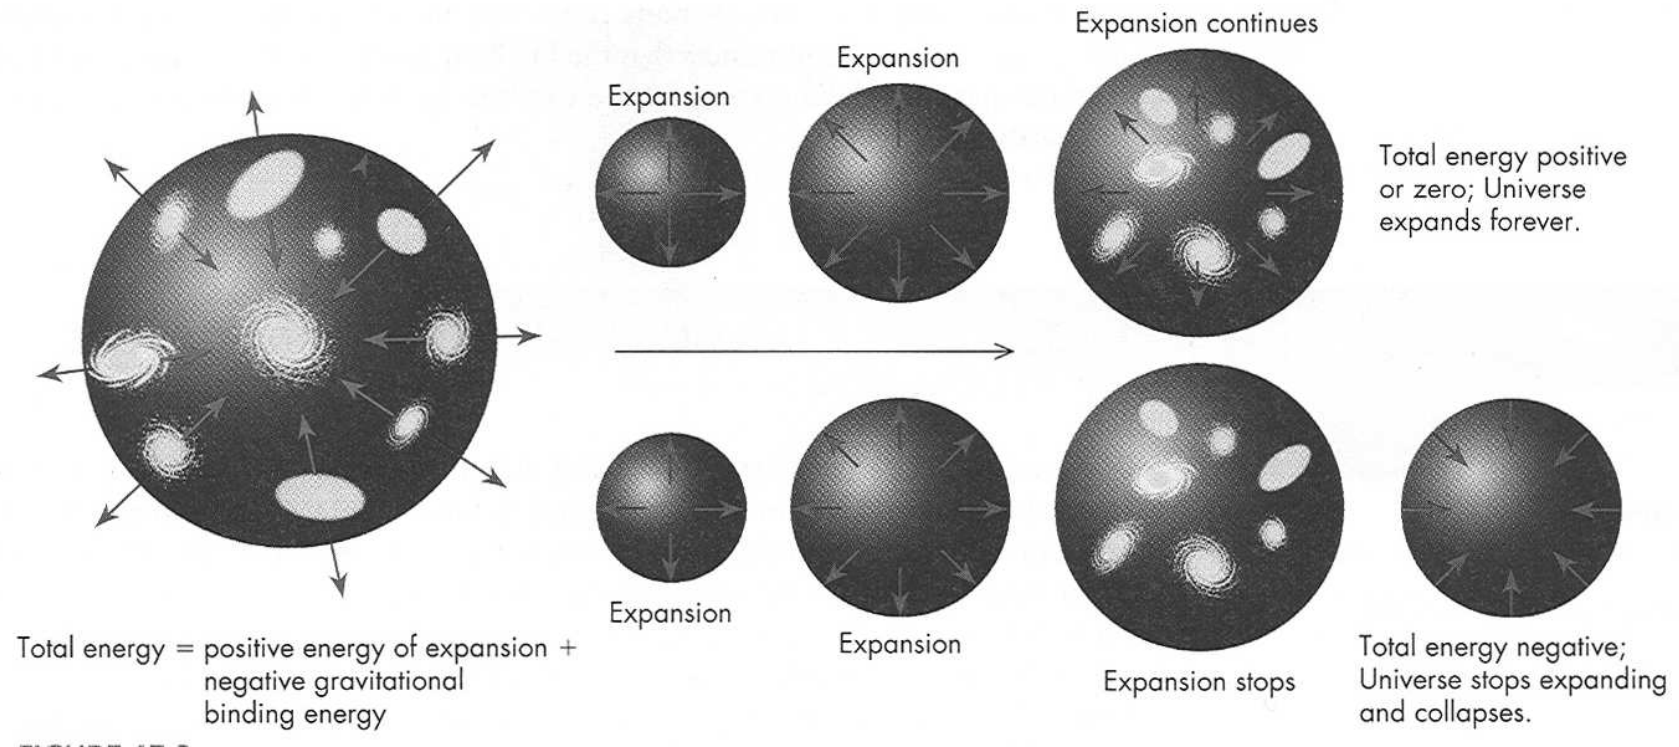 Expansion continues
Expansion
Expansion
Total energy positive
or zero; Universe
expands forever.
Expansion
Expansion
Expansion stops
Total energy negative;
Universe stops expanding
and collapses.
Total energy = positive energy of expansion +
negative gravitational
binding energy